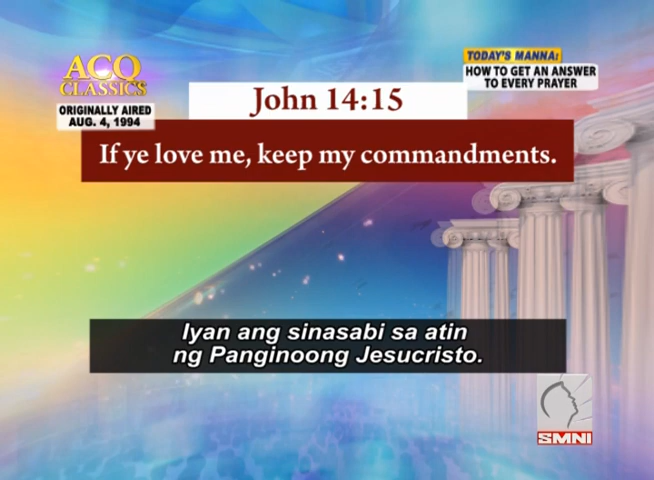 ACQ
CLASSICS
ORIGINALLY AIRED
AUG. 4, 1994
TODAY'S MANNA:
HOW TO GET AN ANSWER
TO EVERY PRAYER
John 14:15
If ye love me, keep my commandments.
Iyan ang sinasabi sa atin
ng Panginoong Jesucristo.
SMNI